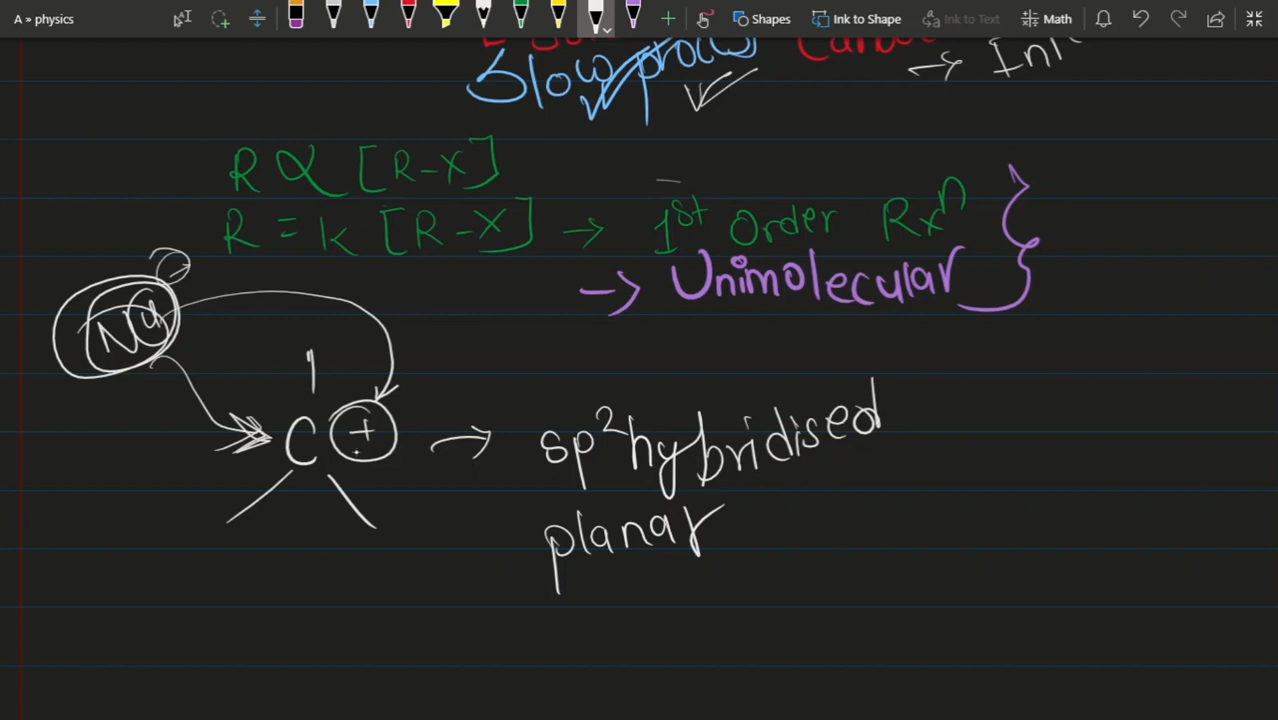 A » physics
Shapes
Ink to Shape
Ink to Text
Math
Slow process
→
R ∝ [R-X]
R = k [R-X] → 1st Order Rxn
→ Unimolecular
Nu
C + → sp2 hybridised
planar